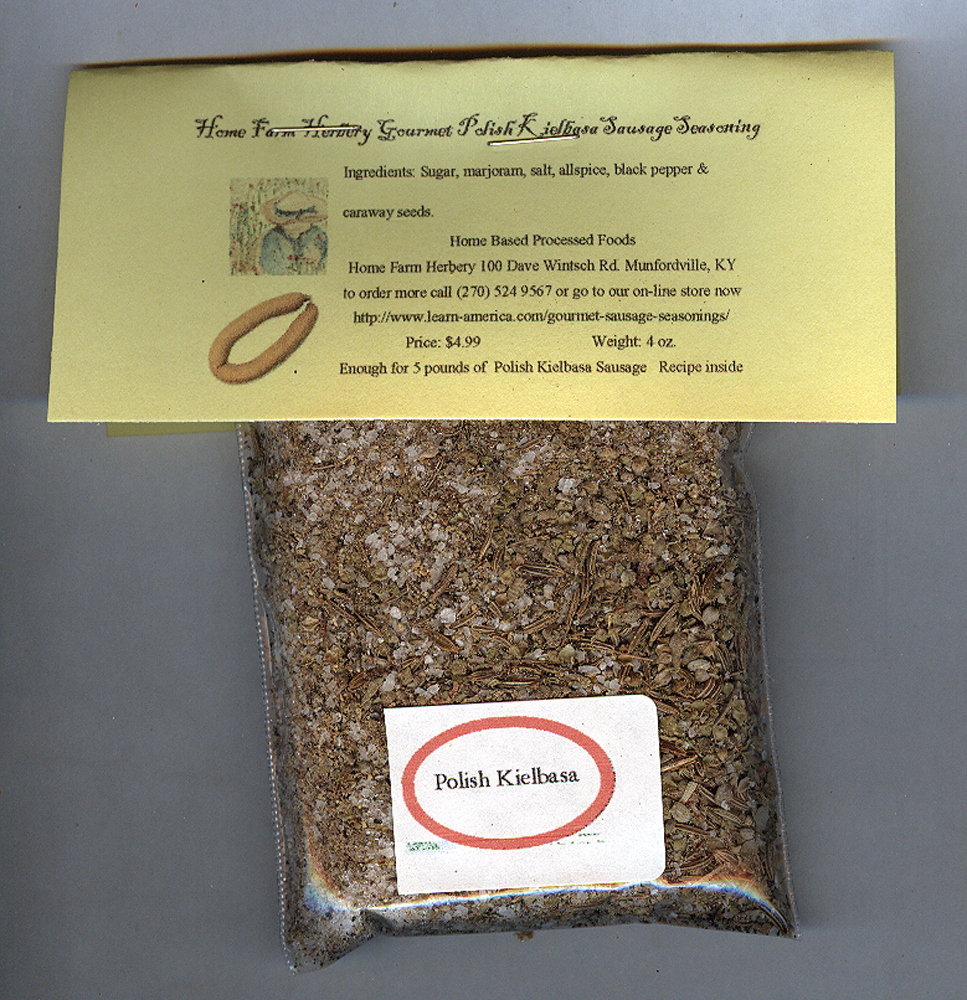 Home Farm Herbery Gourmet Polish Kielbasa Sausage Seasoning
Ingredients: Sugar, marjoram, salt, allspice, black pepper &
caraway seeds.
Home Based Processed Foods
Home Farm Herbery 100 Dave Wintsch Rd. Munfordville, KY
to order more call (270) 524 9567 or go to our on-line store now
http://www.learn-america.com/gourmet-sausage-seasonings/
Price: $4.99 Weight: 4 oz.
Enough for 5 pounds of Polish Kielbasa Sausage Recipe inside
Polish Kielbasa